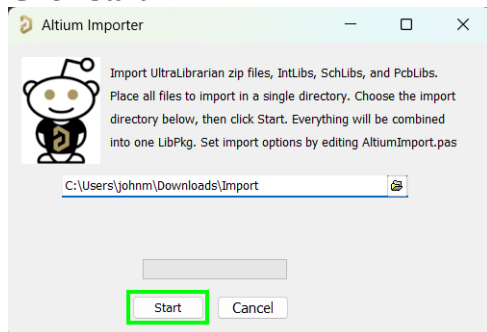 Altium Importer
Import UltraLibrarian zip files, IntLibs, SchLibs, and PcbLibs.
Place all files to import in a single directory. Choose the import
directory below, then click Start. Everything will be combined
into one LibPkg. Set import options by editing AltiumImport.pas
C:\Users\johnm\Downloads\Import
Start Cancel